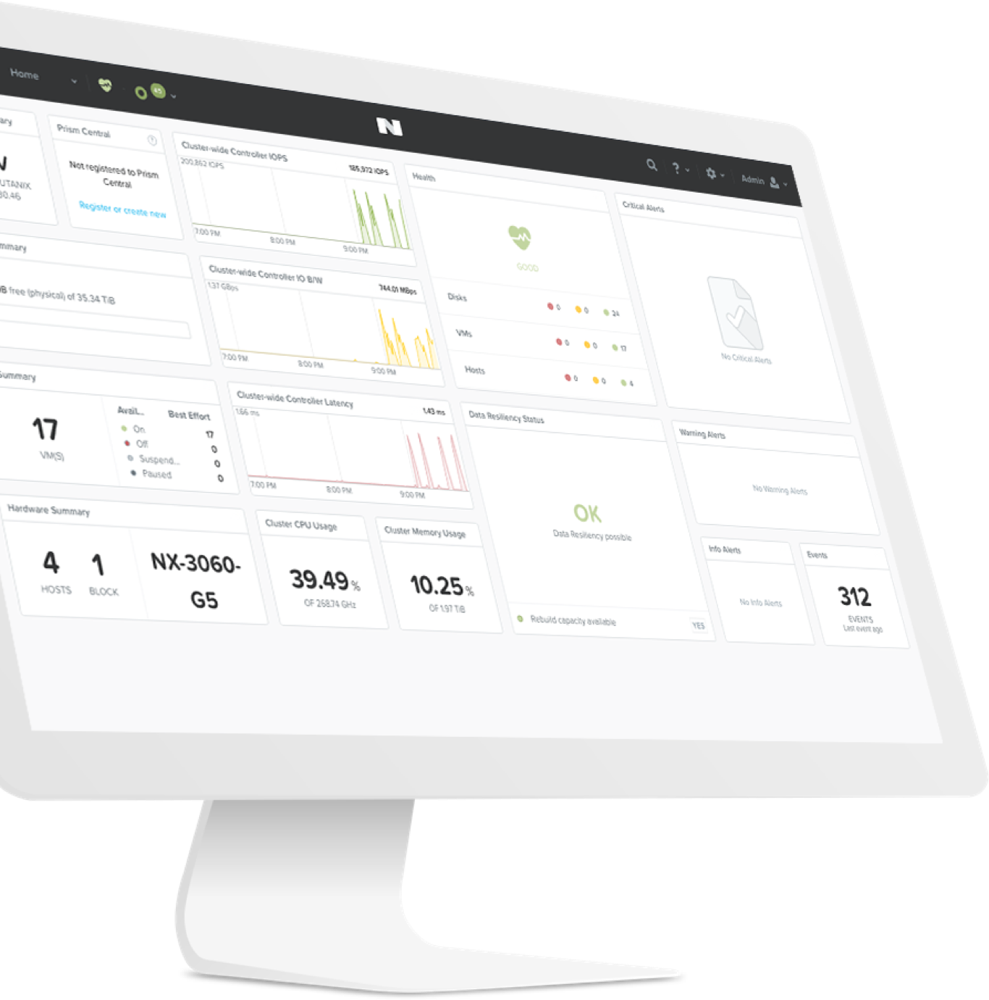 Home
45
N
?
Admin
ary
UTANIX
30.46
Prism Central
?
Not registered to Prism
Central
Register or create new
Cluster-wide Controller IOPS
185,972 IOPS
200,862 IOPS
7:00 PM
8:00 PM
9:00 PM
Health
GOOD
Disks
0
0
24
VMs
0
0
17
Hosts
0
0
4
Critical Alerts
No Critical Alerts
mmary
free (physical) of 35.34 TiB
Cluster-wide Controller IO B/W
744.01 MBps
1.37 GBps
7:00 PM
8:00 PM
9:00 PM
Summary
17
VM(S)
Avail...
Best Effort
On
17
Off
0
Suspend...
0
Paused
0
Cluster-wide Controller Latency
1.43 ms
1.66 ms
7:00 PM
8:00 PM
9:00 PM
Data Resiliency Status
OK
Data Resiliency possible
Rebuild capacity available
YES
Warning Alerts
No Warning Alerts
Hardware Summary
4
HOSTS
1
BLOCK
NX-3060-
G5
Cluster CPU Usage
39.49 %
OF 268.74 GHz
Cluster Memory Usage
10.25 %
OF 1.97 TiB
Info Alerts
No Info Alerts
Events
312
EVENTS
Last event ago